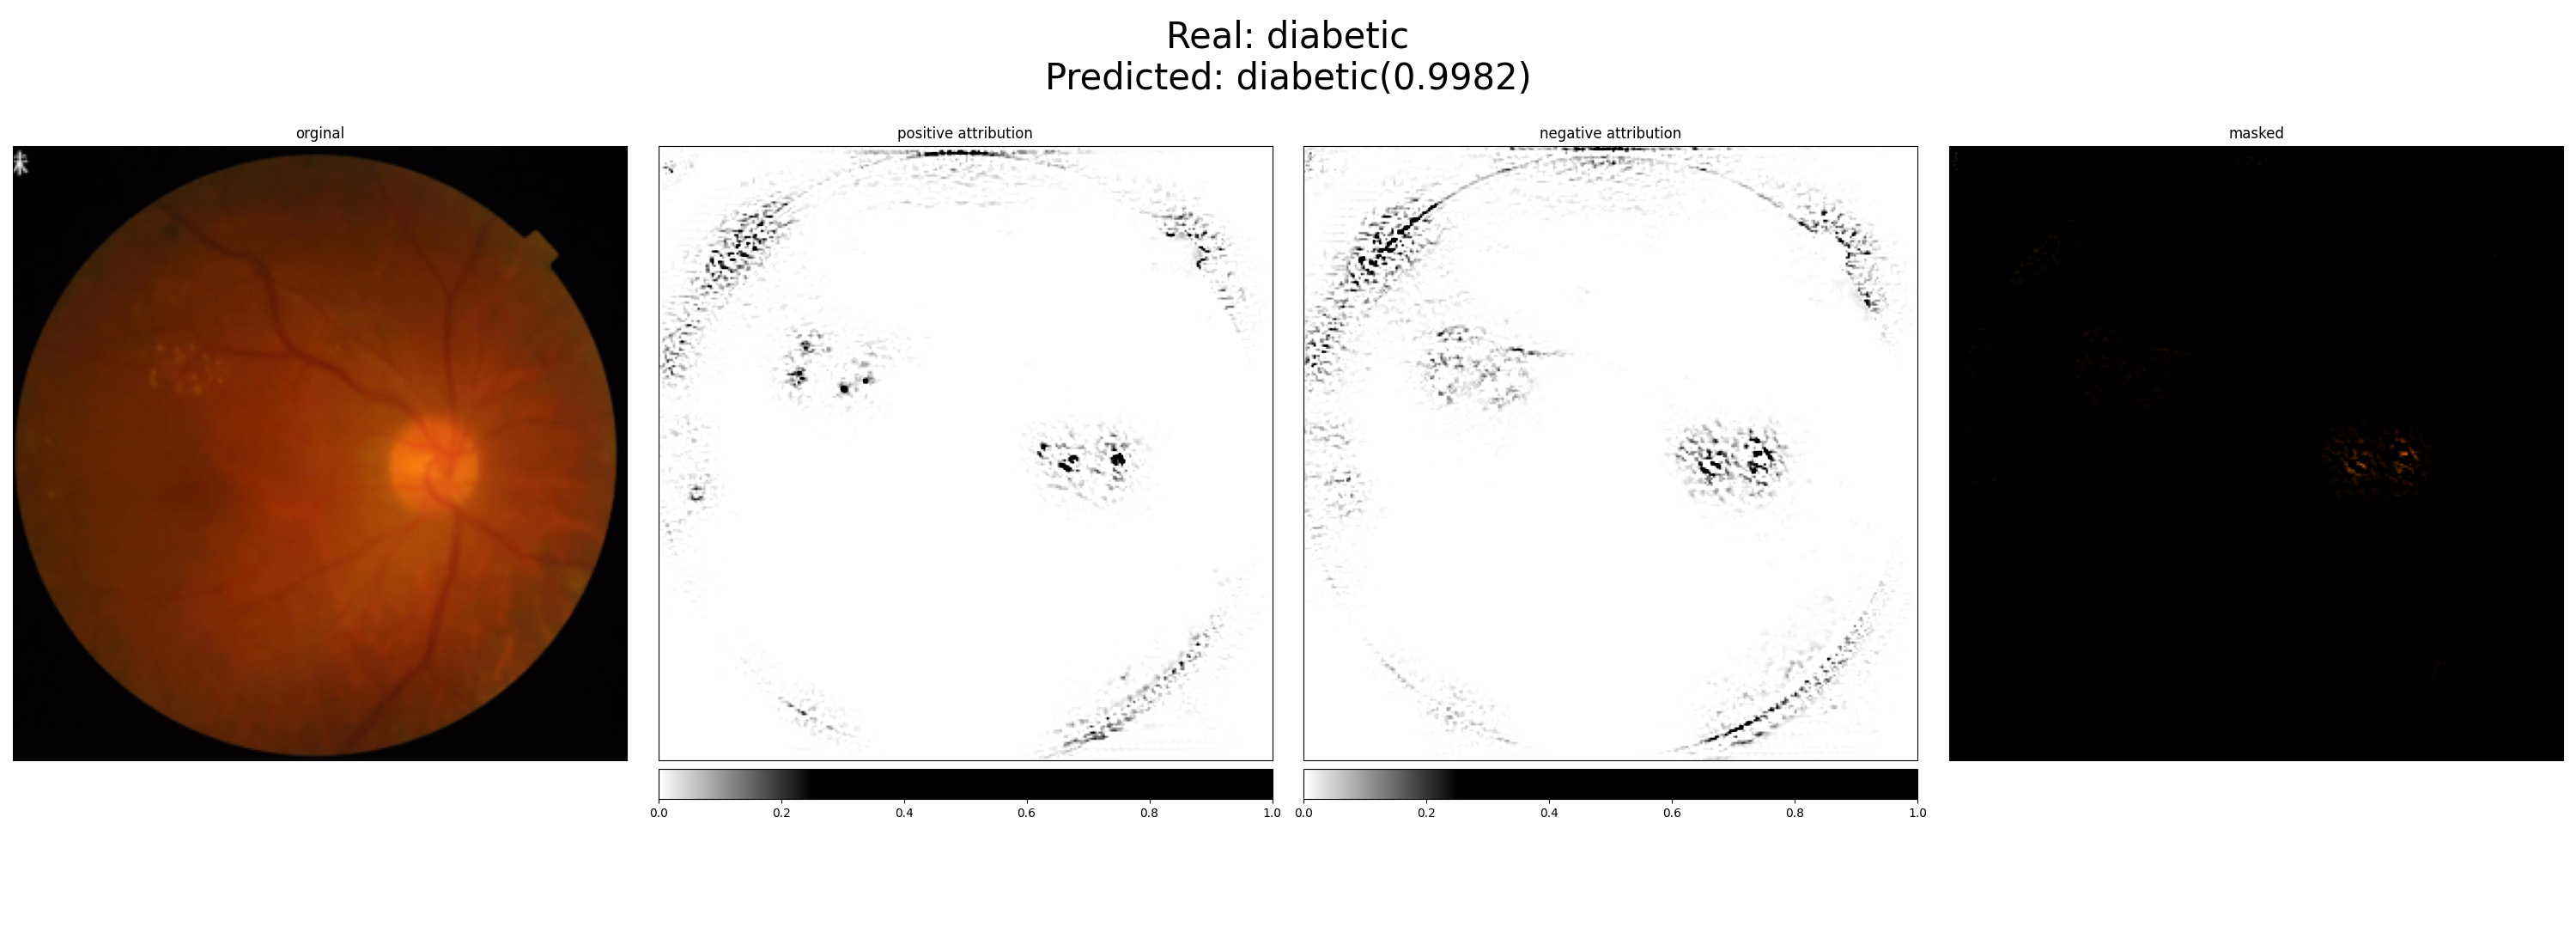 Real: diabetic
Predicted: diabetic(0.9982)
orginal
positive attribution
negative attribution
masked
0.0 0.2 0.4 0.6 0.8 1.0
0.0 0.2 0.4 0.6 0.8 1.0